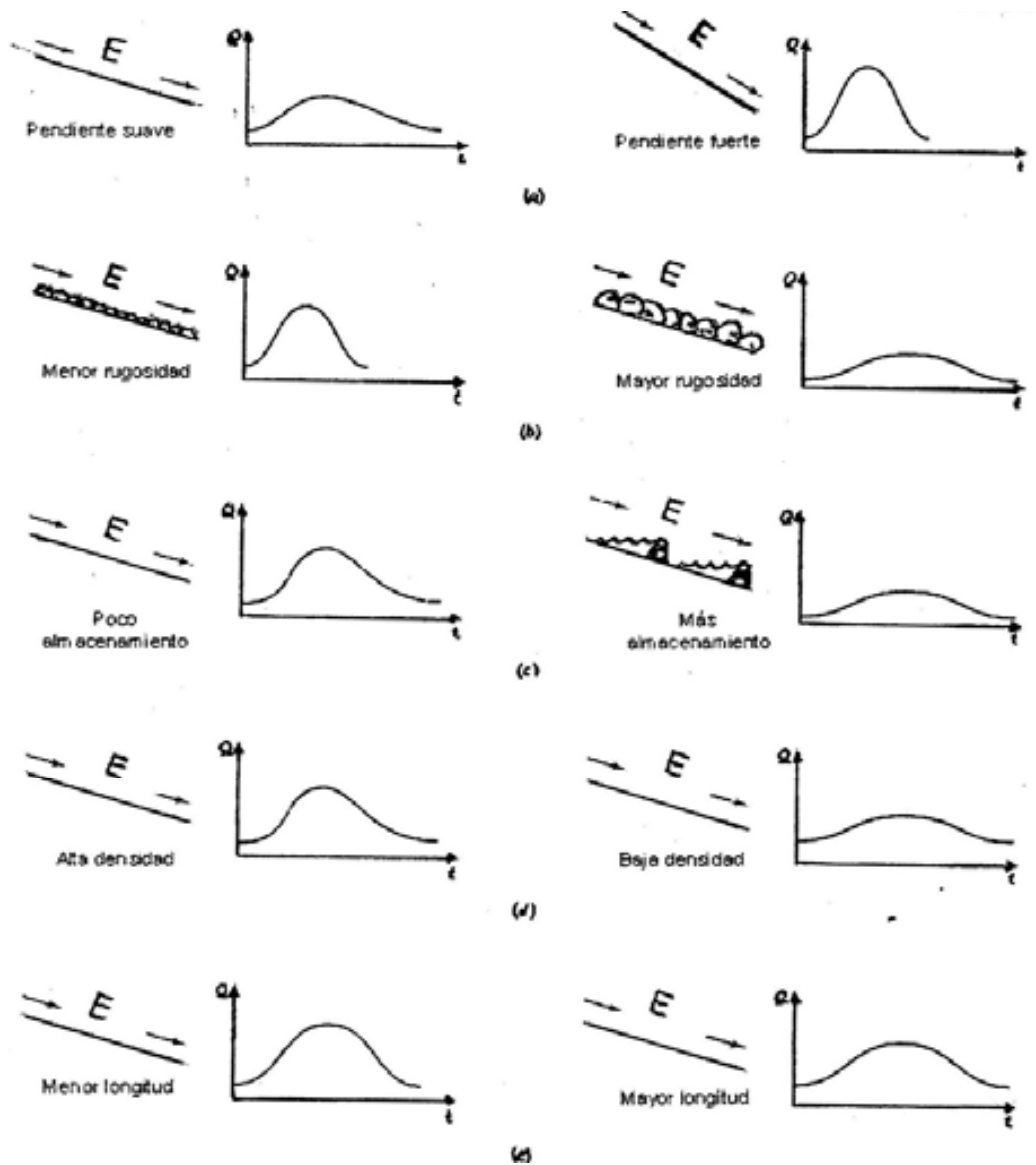 E
Q
Pendiente suave
t
E
Q
Pendiente fuerte
t
(a)
E
Q
Menor rugosidad
t
E
Q
Mayor rugosidad
t
(b)
E
Q
Poco
almacenamiento
t
E
Q
Más
almacenamiento
t
(c)
E
Q
Alta densidad
t
E
Q
Baja densidad
t
(d)
E
Q
Menor longitud
t
E
Q
Mayor longitud
t
(e)